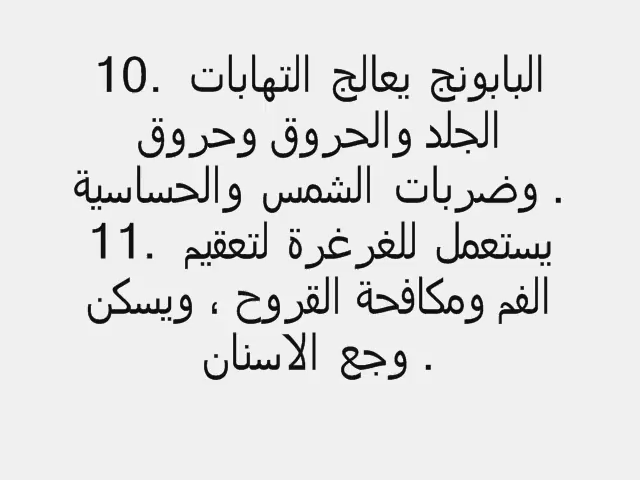 10. البابونج يعالج التهابات
الجلد والحروق وحروق
وضربات الشمس والحساسية .
11. يستعمل للغرغرة لتعقيم
الفم ومكافحة القروح ، ويسكن
وجع الاسنان .